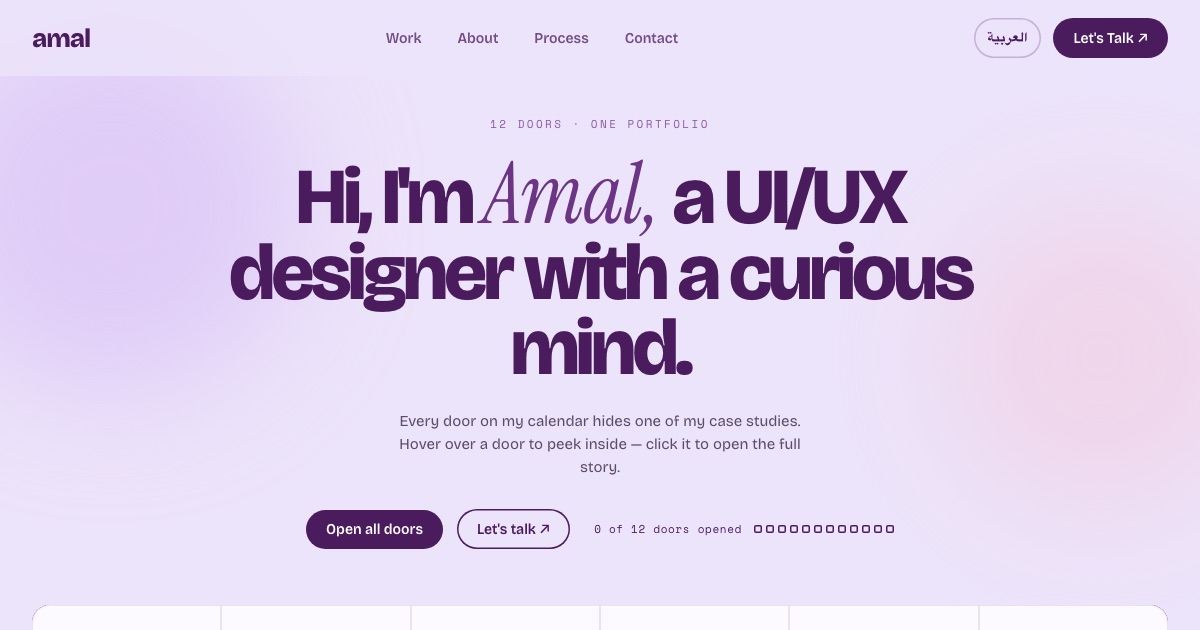 amal
Work
About
Process
Contact
العربية
Let's Talk ↗
12 DOORS · ONE PORTFOLIO
Hi, I'm Amal, a UI/UX
designer with a curious
mind.
Every door on my calendar hides one of my case studies.
Hover over a door to peek inside — click it to open the full
story.
Open all doors
Let's talk ↗
0 of 12 doors opened